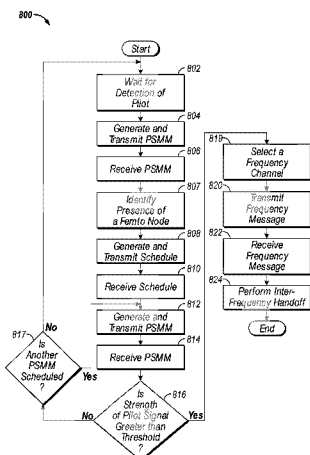 800
Start
802
Wait for
Detection of
Pilot
804
Generate and
Transmit PSMM
806
Receive PSMM
807
Identify
Presence of
a Femto Node
808
Generate and
Transmit Schedule
810
Receive Schedule
812
Generate and
Transmit PSMM
814
Receive PSMM
816
Is
Strength
of Pilot Signal
Greater than
Threshold
?
No
Yes
817
Is
Another
PSMM
Scheduled
?
No
Yes
819
Select a
Frequency
Channel
820
Transmit
Frequency
Message
822
Receive
Frequency
Message
824
Perform Inter-
Frequency Handoff
End